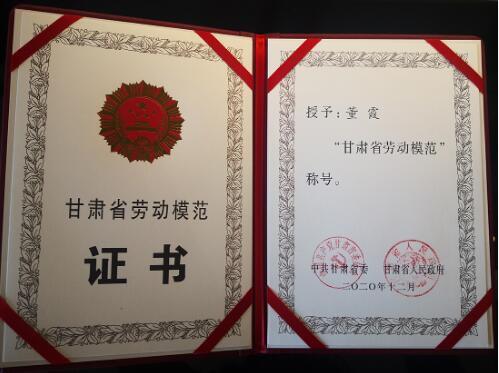 甘肃省劳动模范
证书
授予：董霞
“甘肃省劳动模范”
称号。
中共甘肃省委 甘肃省人民政府
二〇二〇年十二月